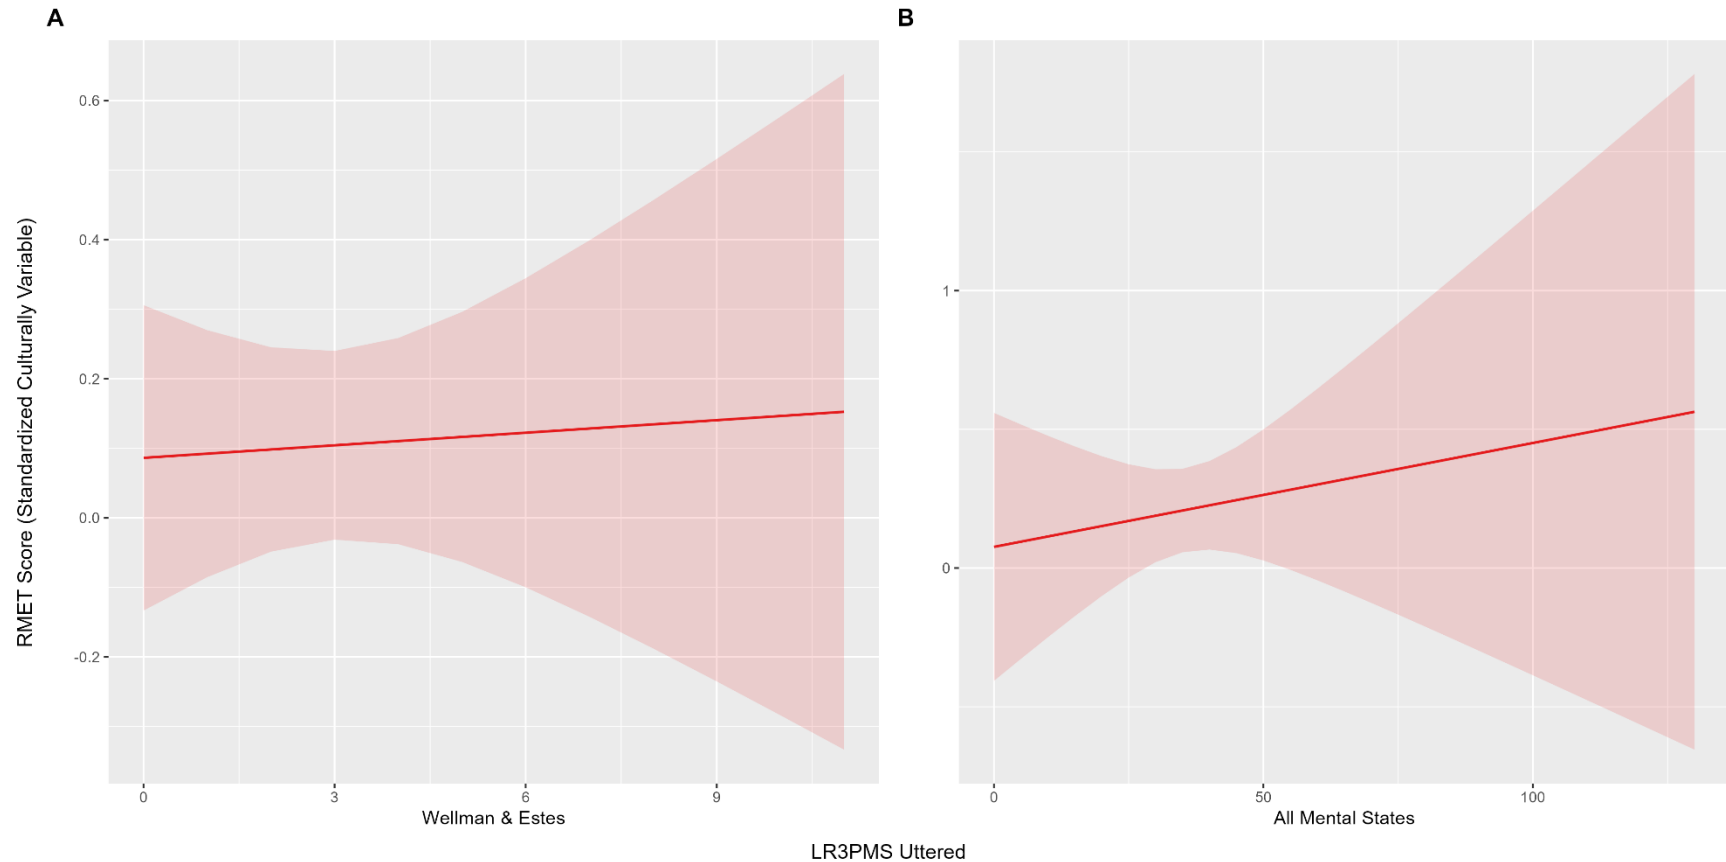 A
B
RMET Score (Standardized Culturally Variable)
0.6
0.4
0.2
0.0
-0.2
0 3 6 9
Wellman & Estes
1
0
0 50 100
All Mental States
LR3PMS Uttered